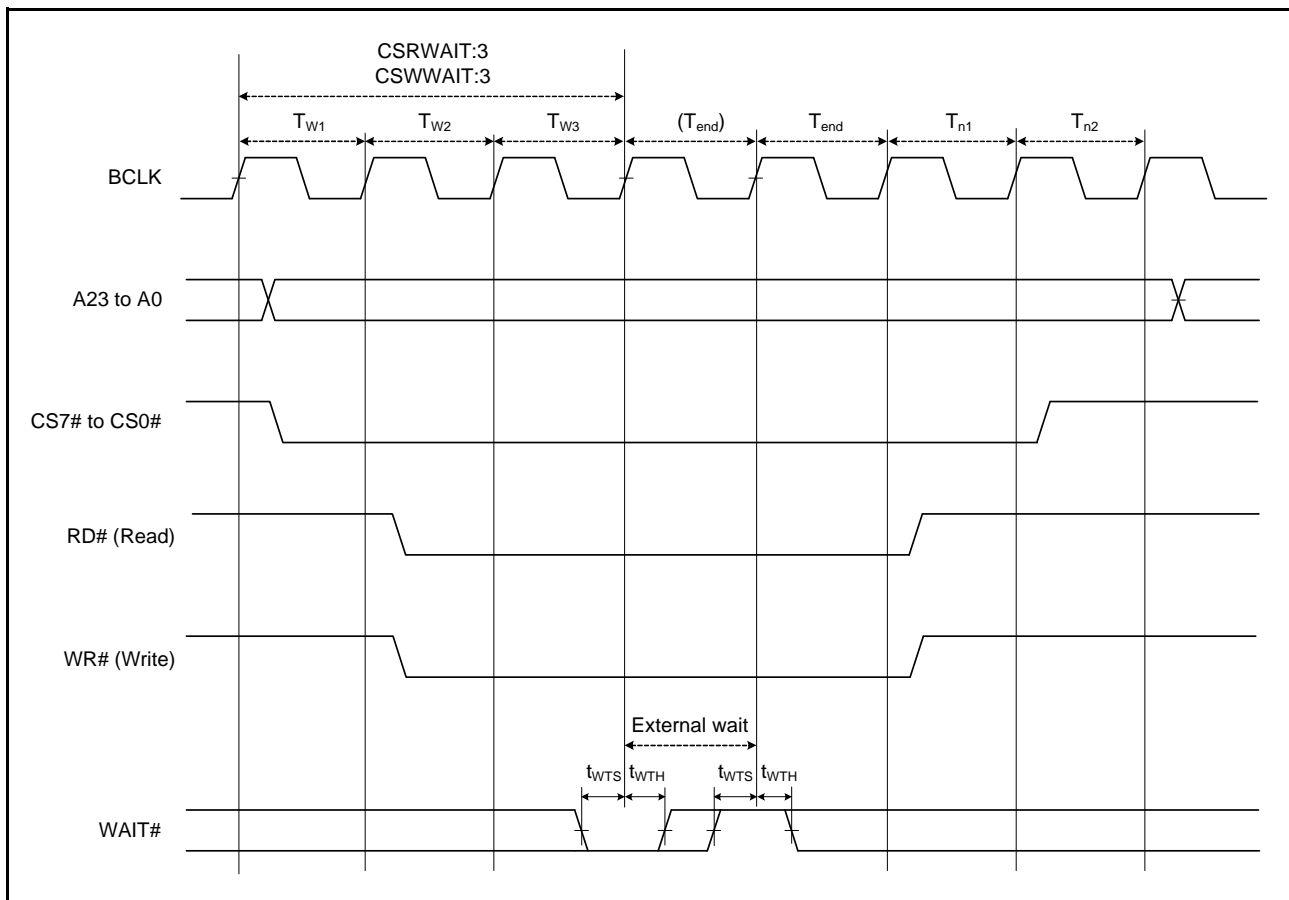 CSRWAIT:3
CSWWAIT:3
TW1 TW2 TW3 (Tend) Tend Tn1 Tn2
BCLK
A23 to A0
CS7# to CS0#
RD# (Read)
WR# (Write)
External wait
tWTS tWTH tWTS tWTH
WAIT#